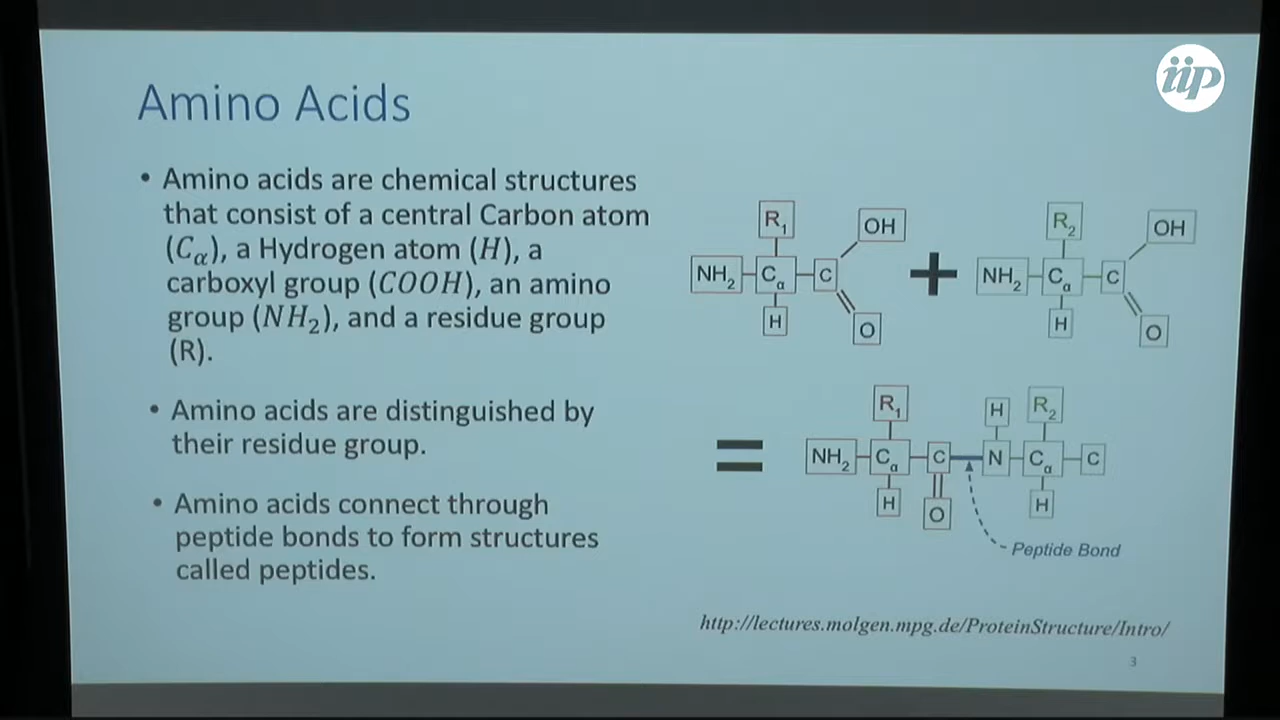 iip
Amino Acids
• Amino acids are chemical structures
that consist of a central Carbon atom
(Cα), a Hydrogen atom (H), a
carboxyl group (COOH), an amino
group (NH2), and a residue group
(R).
• Amino acids are distinguished by
their residue group.
• Amino acids connect through
peptide bonds to form structures
called peptides.
R1 OH
NH2 Cα C
H O
+
R2 OH
NH2 Cα C
H O
=
R1 H R2
NH2 Cα C N Cα C
H O H
Peptide Bond
http://lectures.molgen.mpg.de/ProteinStructure/Intro/
3